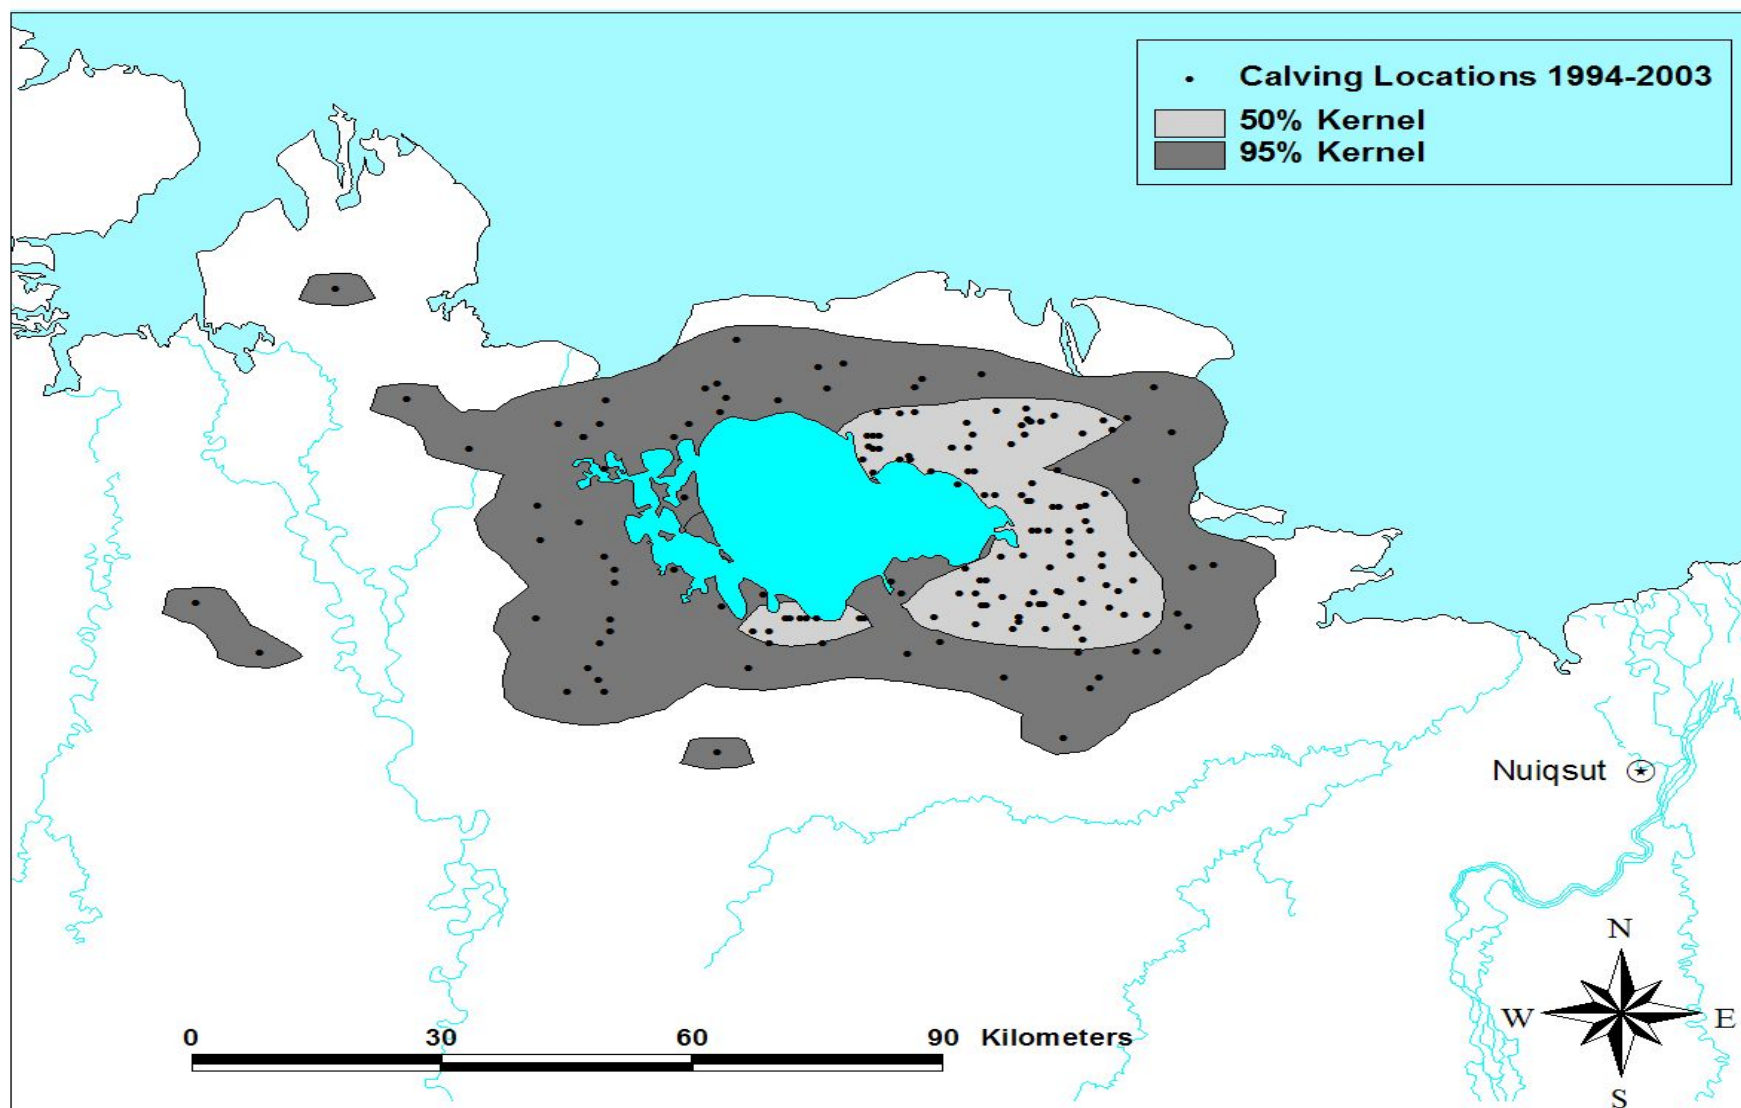 Calving Locations 1994-2003
50% Kernel
95% Kernel
Nuiqsut
N
W E
S
0 30 60 90 Kilometers